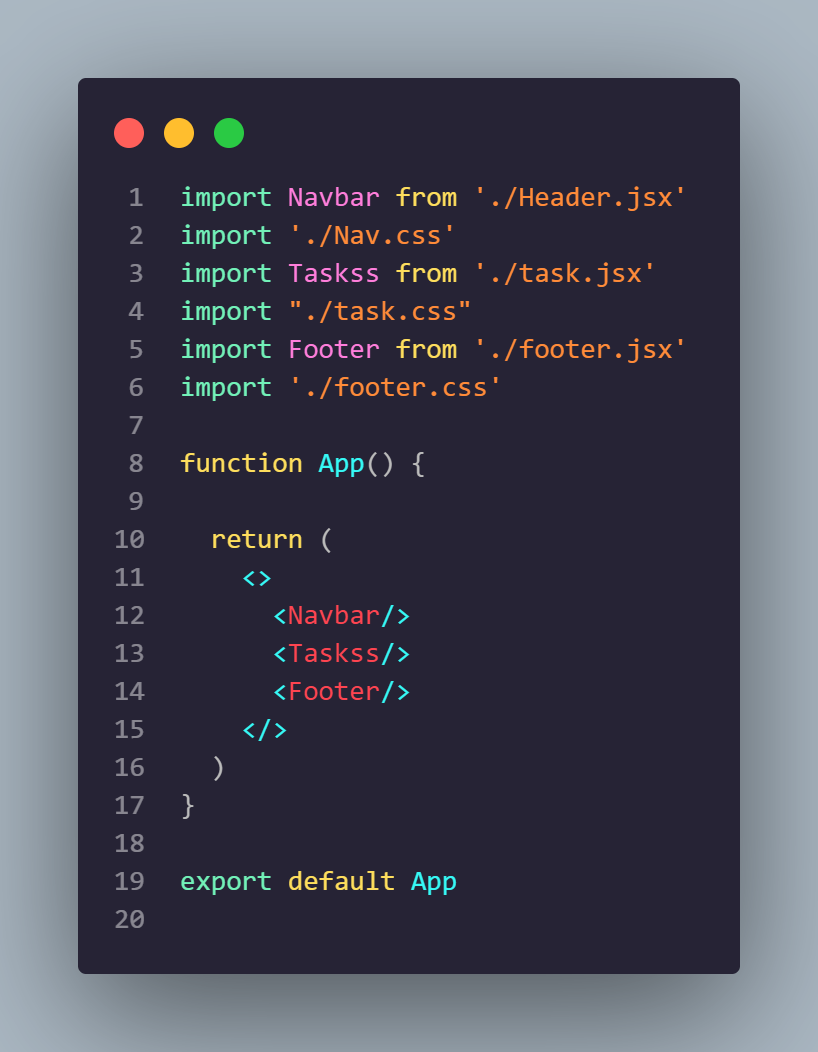 1 import Navbar from './Header.jsx'
2 import './Nav.css'
3 import Taskss from './task.jsx'
4 import "./task.css"
5 import Footer from './footer.jsx'
6 import './footer.css'
7
8 function App() {
9
10   return (
11     <>
12       <Navbar/>
13       <Taskss/>
14       <Footer/>
15     </>
16   )
17 }
18
19 export default App
20